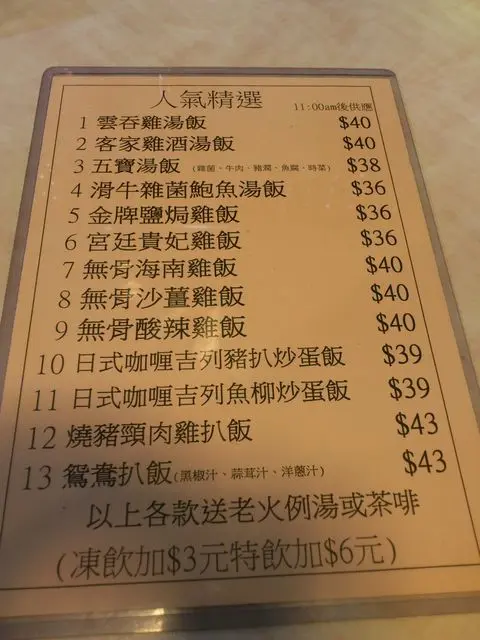 人氣精選 11:00am後供應
1 雲吞雞湯飯 $40
2 客家雞酒湯飯 $40
3 五寶湯飯 (雜菌、牛肉、豬潤、魚腐、時菜) $38
4 滑牛雜菌鮑魚湯飯 $36
5 金牌鹽焗雞飯 $36
6 宮廷貴妃雞飯 $36
7 無骨海南雞飯 $40
8 無骨沙薑雞飯 $40
9 無骨酸辣雞飯 $40
10 日式咖喱吉列豬扒炒蛋飯 $39
11 日式咖喱吉列魚柳炒蛋飯 $39
12 燒豬頸肉雞扒飯 $43
13 鴛鴦扒飯(黑椒汁、蒜茸汁、洋蔥汁) $43
以上各款送老火例湯或茶啡
(凍飲加$3元特飲加$6元)